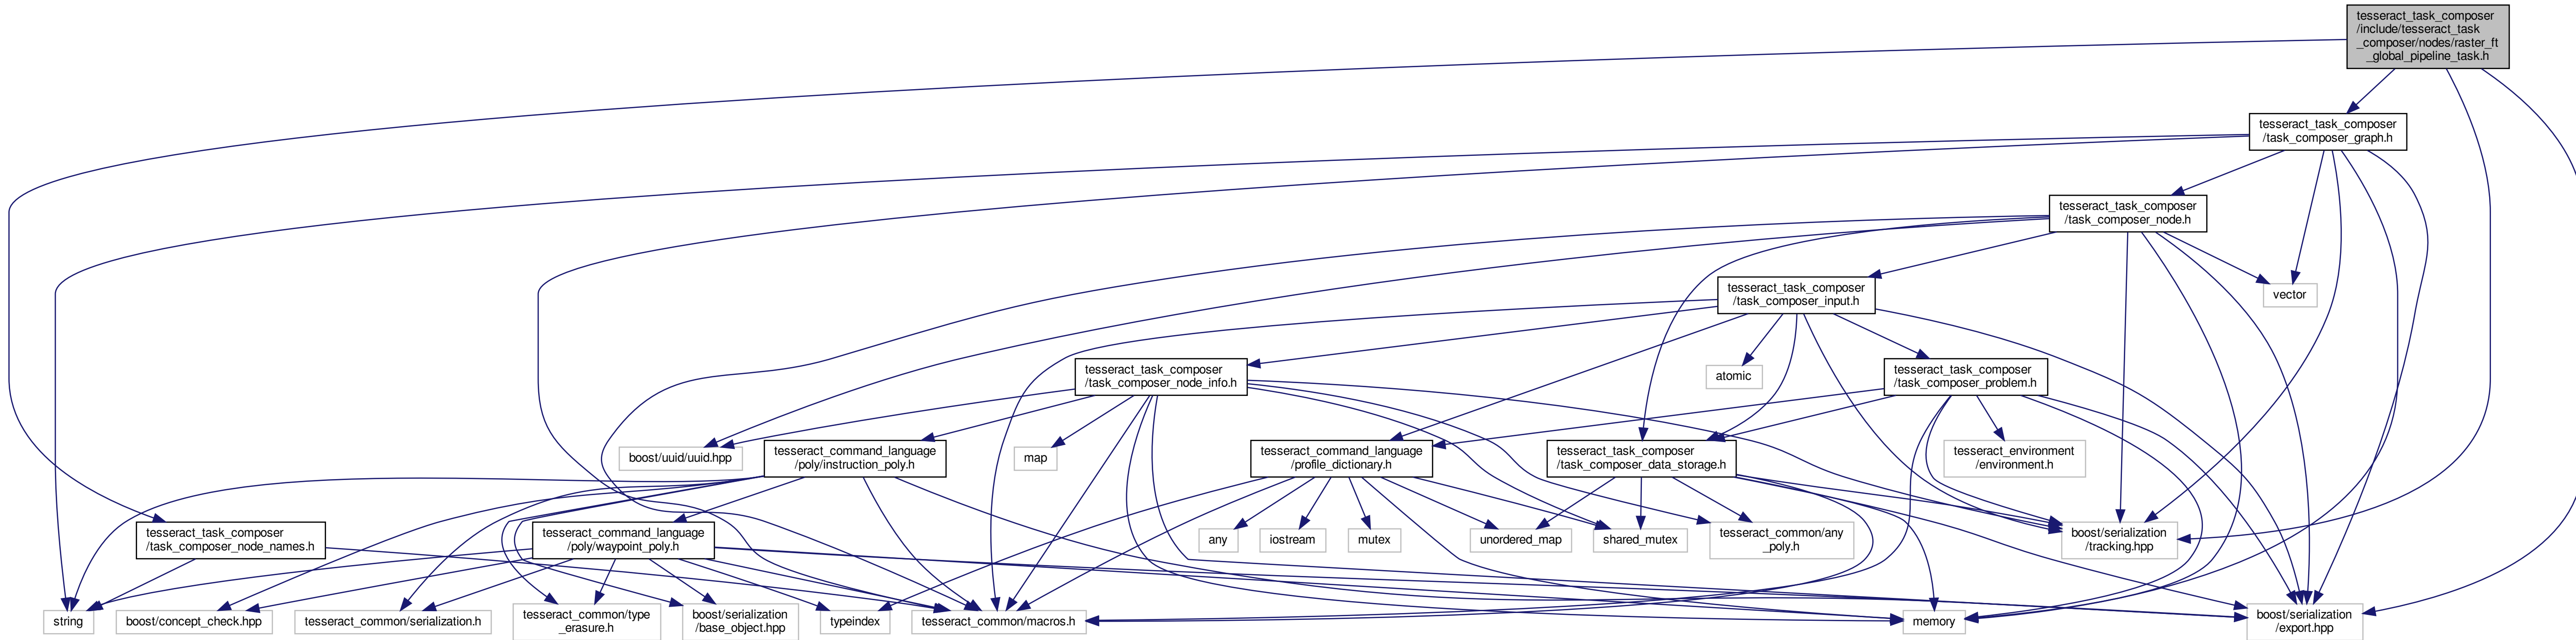 tesseract_task_composer
/include/tesseract_task
_composer/nodes/raster_ft
_global_pipeline_task.h
tesseract_task_composer
/task_composer_graph.h
tesseract_task_composer
/task_composer_node.h
tesseract_task_composer
/task_composer_input.h
vector
tesseract_task_composer
/task_composer_node_info.h
atomic
tesseract_task_composer
/task_composer_problem.h
boost/uuid/uuid.hpp
tesseract_command_language
/poly/instruction_poly.h
map
tesseract_command_language
/profile_dictionary.h
tesseract_task_composer
/task_composer_data_storage.h
tesseract_environment
/environment.h
tesseract_task_composer
/task_composer_node_names.h
tesseract_command_language
/poly/waypoint_poly.h
any
iostream
mutex
unordered_map
shared_mutex
tesseract_common/any
_poly.h
boost/serialization
/tracking.hpp
string
boost/concept_check.hpp
tesseract_common/serialization.h
tesseract_common/type
_erasure.h
boost/serialization
/base_object.hpp
typeindex
tesseract_common/macros.h
memory
boost/serialization
/export.hpp